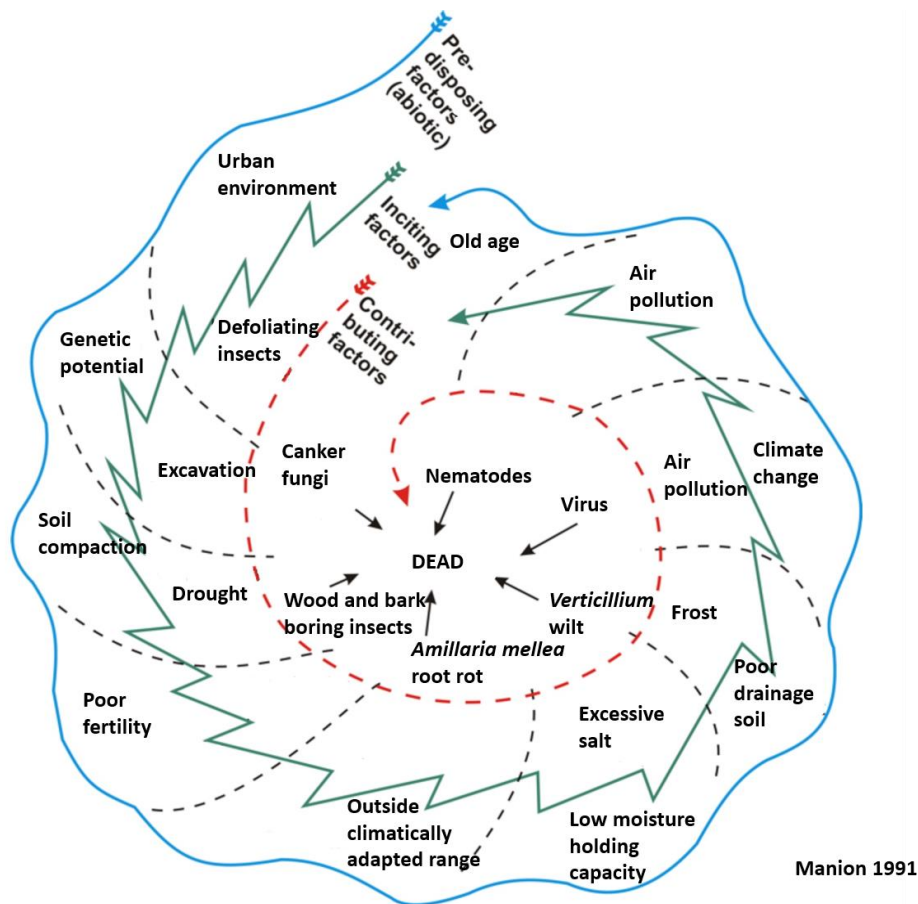 Pre-
disposing
factors
(abiotic)
Urban
environment
Inciting
factors
Old age
Air
pollution
Contri-
buting
factors
Genetic
potential
Defoliating
insects
Canker
fungi
Excavation
Nematodes
Air
pollution
Climate
change
Virus
Soil
compaction
DEAD
Drought
Wood and bark
boring insects
Verticillium
wilt
Frost
Amillaria mellea
root rot
Poor
drainage
soil
Poor
fertility
Excessive
salt
Outside
climatically
adapted range
Low moisture
holding
capacity
Manion 1991